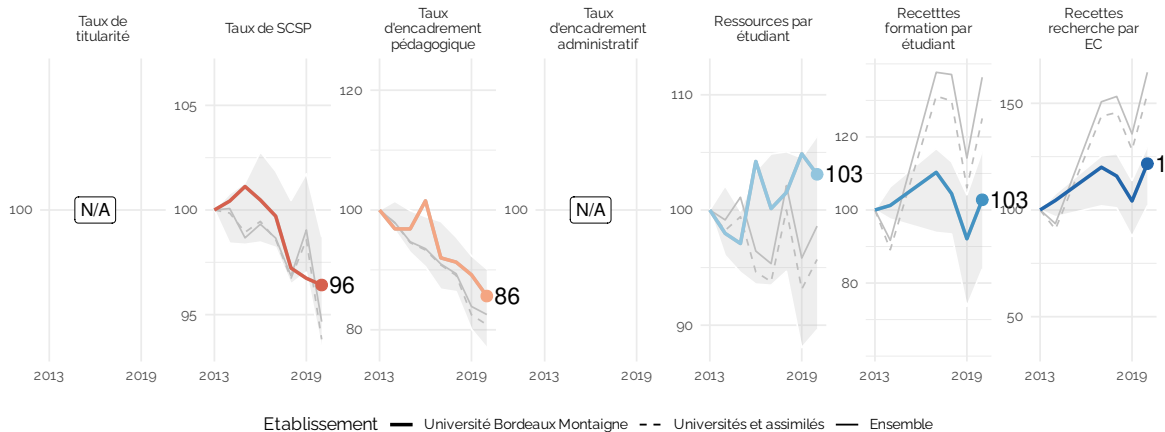 Taux de
titularité
Taux de SCSP
Taux
d'encadrement
pédagogique
Taux
d'encadrement
administratif
Ressources par
étudiant
Recetttes
formation par
étudiant
Recettes
recherche par
EC
100
N/A
2013 2019
105
100
95
96
2013 2019
120
100
80
86
2013 2019
100
N/A
2013 2019
110
100
90
103
2013 2019
120
100
80
103
2013 2019
150
100
50
1
2013 2019
Etablissement Université Bordeaux Montaigne Universités et assimilés Ensemble